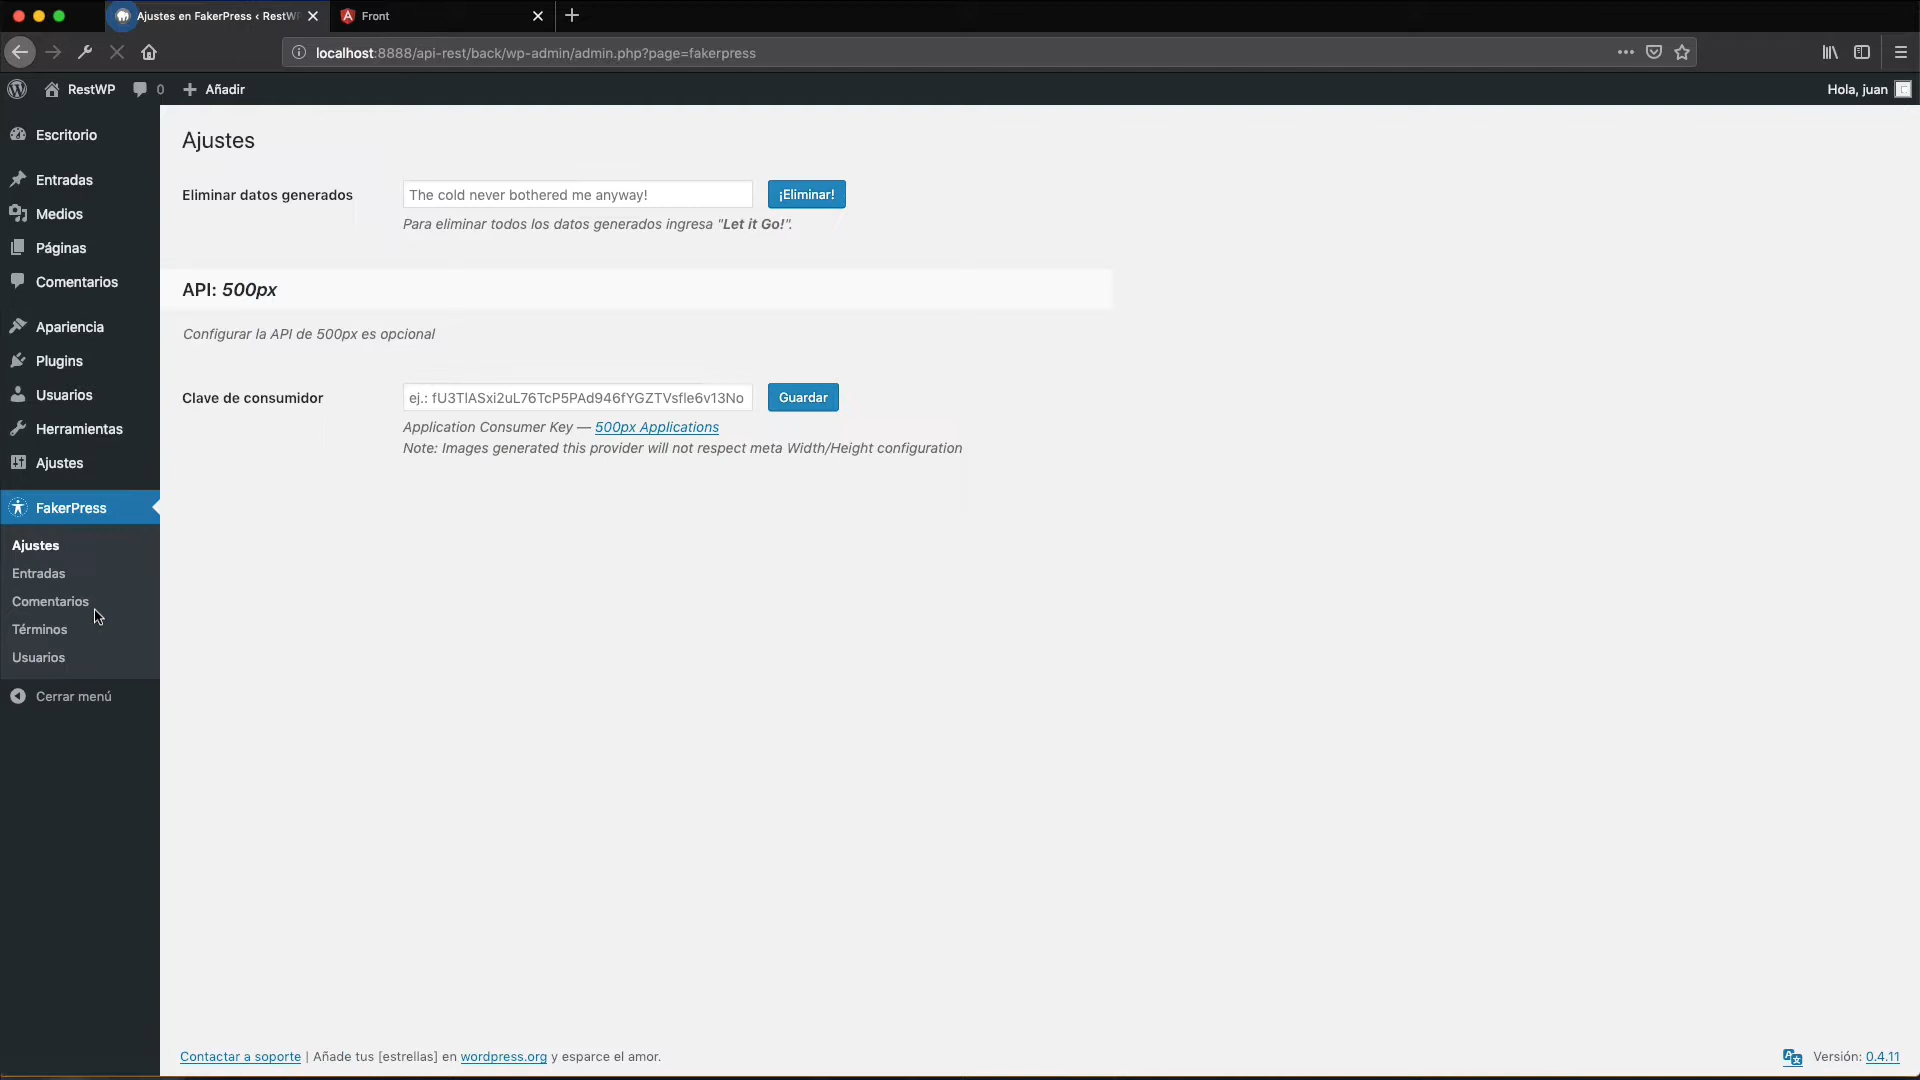 Ajustes en FakerPress ‹ RestWP
Front
localhost:8888/api-rest/back/wp-admin/admin.php?page=fakerpress
RestWP
0
Añadir
Hola, juan
Escritorio
Entradas
Medios
Páginas
Comentarios
Apariencia
Plugins
Usuarios
Herramientas
Ajustes
FakerPress
Ajustes
Entradas
Comentarios
Términos
Usuarios
Cerrar menú
Ajustes
Eliminar datos generados
The cold never bothered me anyway!
¡Eliminar!
Para eliminar todos los datos generados ingresa "Let it Go!".
API: 500px
Configurar la API de 500px es opcional
Clave de consumidor
ej.: fU3TlASxi2uL76TcP5PAd946fYGZTVsfle6v13No
Guardar
Application Consumer Key — 500px Applications
Note: Images generated this provider will not respect meta Width/Height configuration
Contactar a soporte | Añade tus [estrellas] en wordpress.org y esparce el amor.
Versión: 0.4.11